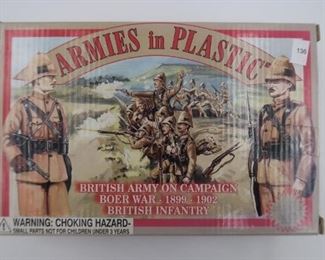 ARMIES in PLASTIC
136
BRITISH ARMY ON CAMPAIGN
BOER WAR - 1899 - 1902
BRITISH INFANTRY
WARNING: CHOKING HAZARD-
SMALL PARTS NOT FOR CHILDREN UNDER 3 YEARS